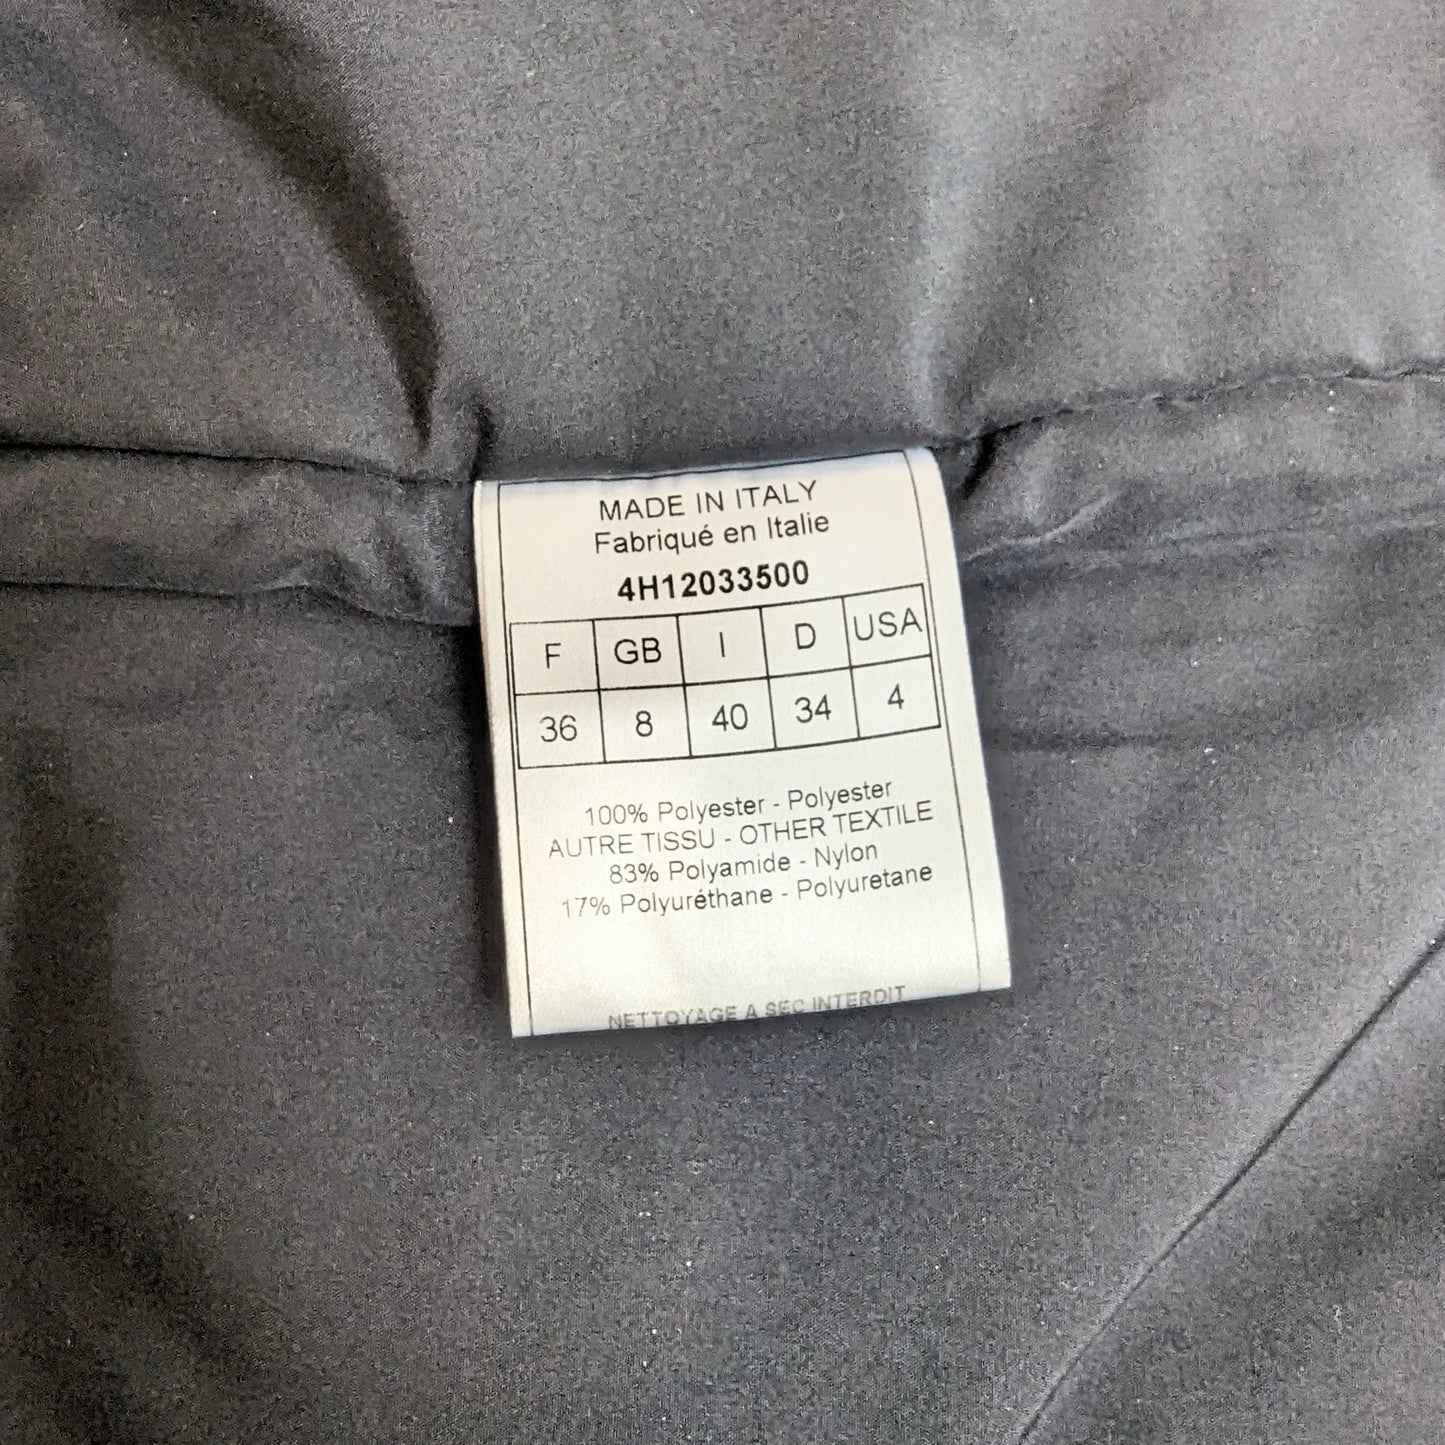 MADE IN ITALY
Fabriqué en Italie
4H12033500
F GB I D USA
36 8 40 34 4
100% Polyester - Polyester
AUTRE TISSU - OTHER TEXTILE
83% Polyamide - Nylon
17% Polyuréthane - Polyuretane
NETTOYAGE A SEC INTERDIT